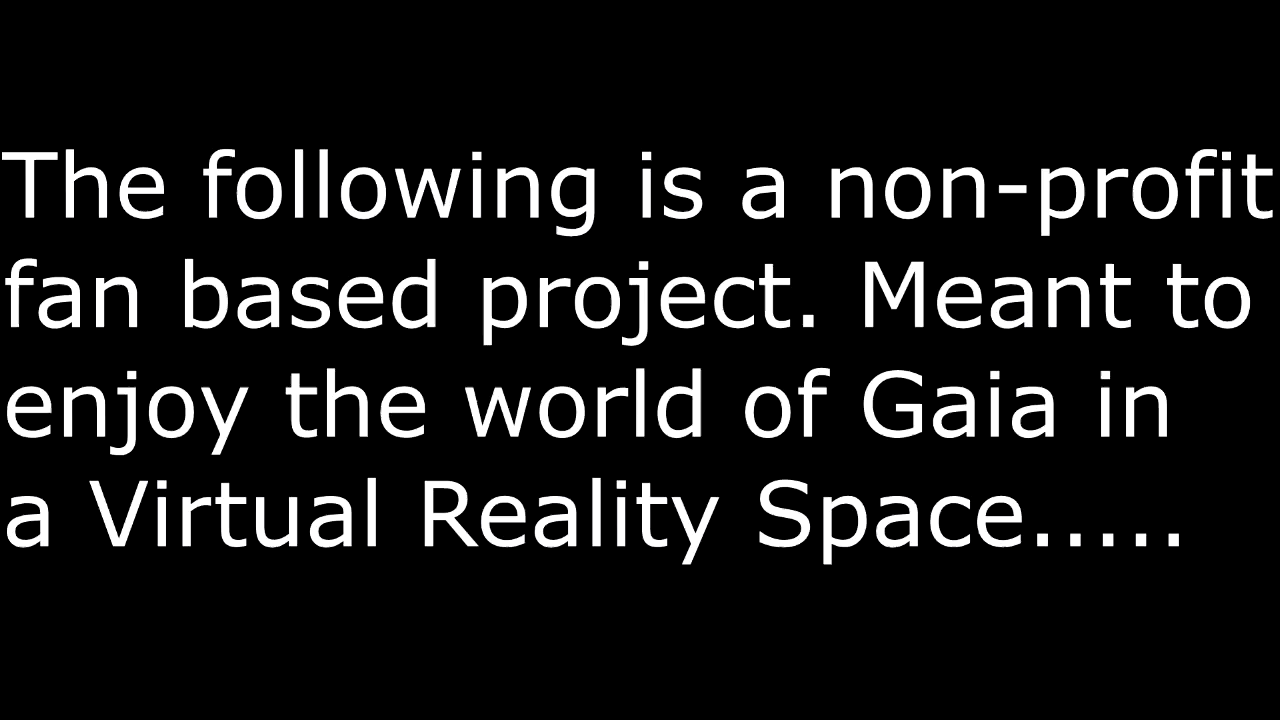 The following is a non-profit
fan based project. Meant to
enjoy the world of Gaia in
a Virtual Reality Space.....